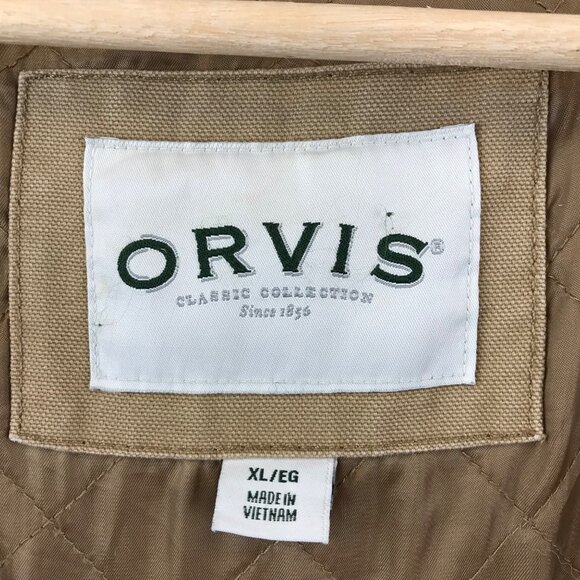 ORVIS®
CLASSIC COLLECTION
Since 1856
XL/EG
MADE IN
VIETNAM